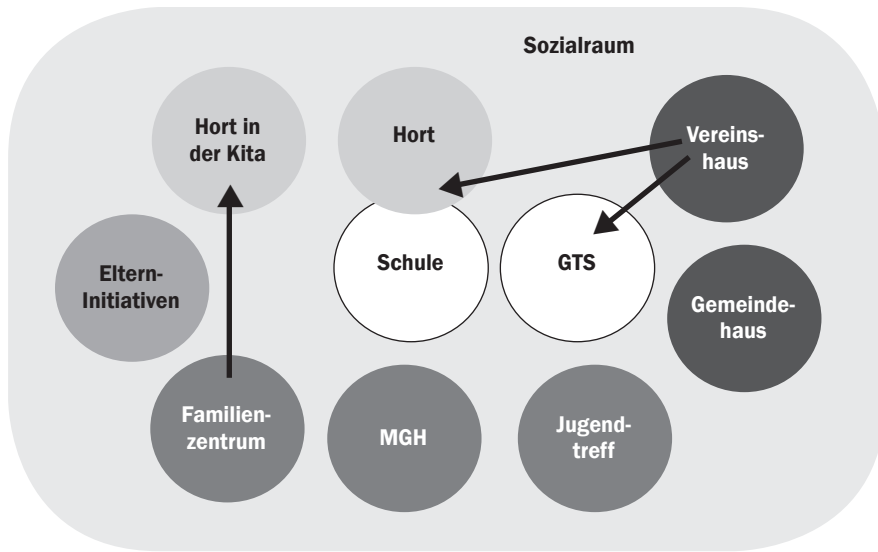 Sozialraum
Hort in
der Kita
Hort
Vereins-
haus
Eltern-
Initiativen
Schule
GTS
Gemeinde-
haus
Familien-
zentrum
MGH
Jugend-
treff